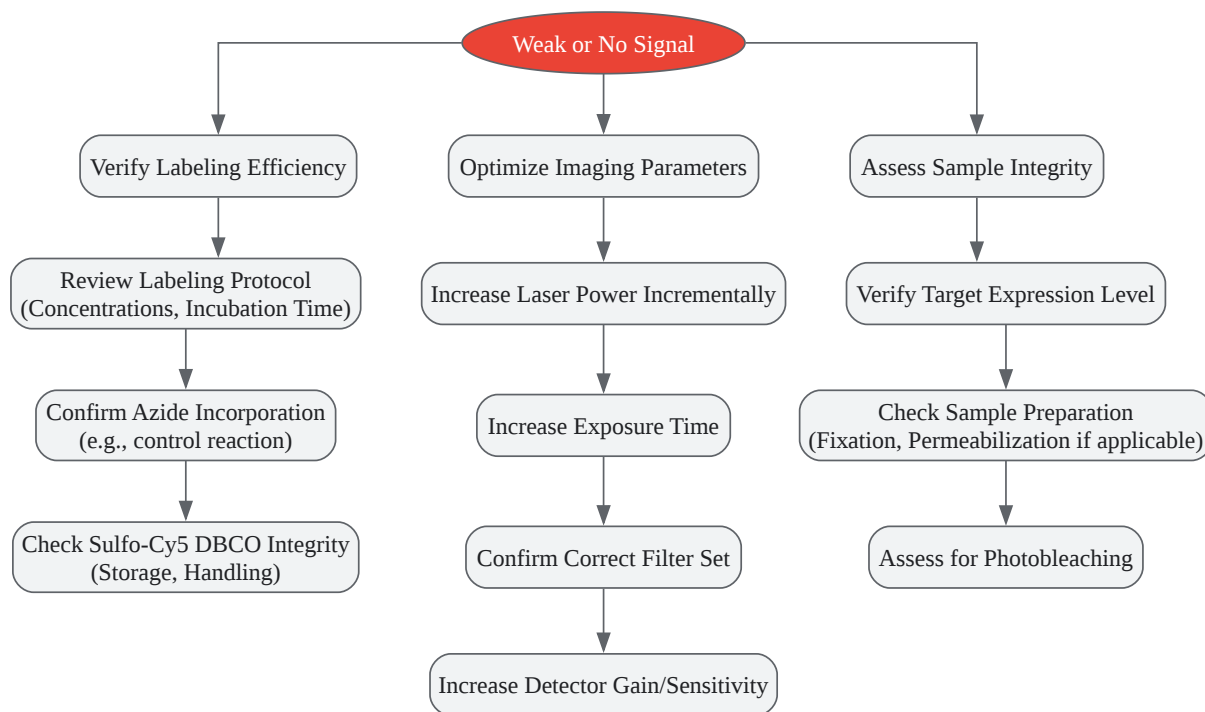 Weak or No Signal
Verify Labeling Efficiency
Optimize Imaging Parameters
Assess Sample Integrity
Review Labeling Protocol
(Concentrations, Incubation Time)
Increase Laser Power Incrementally
Verify Target Expression Level
Confirm Azide Incorporation
(e.g., control reaction)
Increase Exposure Time
Check Sample Preparation
(Fixation, Permeabilization if applicable)
Check Sulfo-Cy5 DBCO Integrity
(Storage, Handling)
Confirm Correct Filter Set
Assess for Photobleaching
Increase Detector Gain/Sensitivity